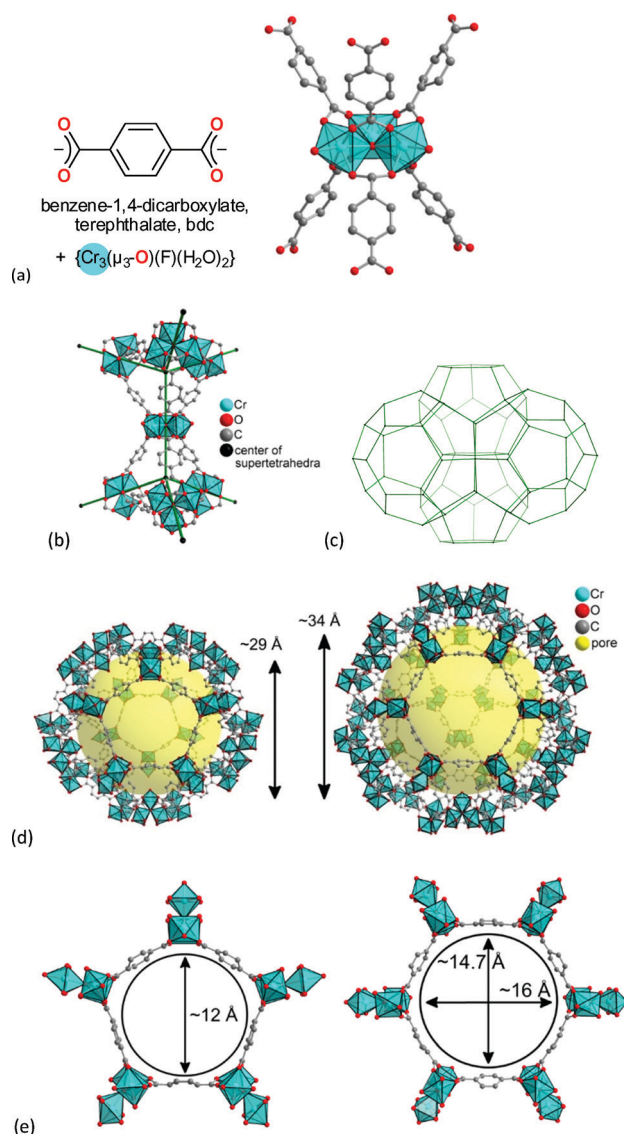 O
O
O
O
−
−
benzene-1,4-dicarboxylate,
terephthalate, bdc
+ {Cr₃(μ₃-O)(F)(H₂O)₂}
(a)
Cr
O
C
center of
supertetrahedra
(b)
(c)
Cr
O
C
pore
~29 Å
~34 Å
(d)
~12 Å
~14.7 Å
~16 Å
(e)